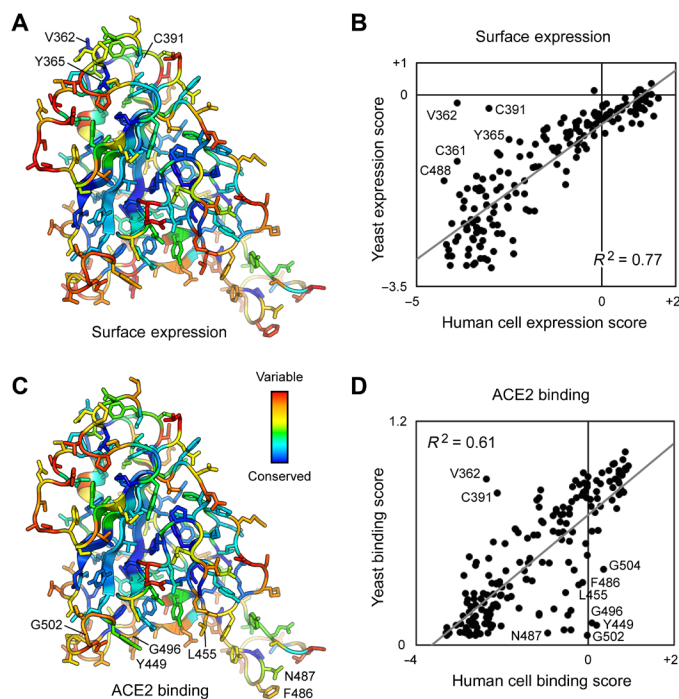 A
V362
C391
Y365
Surface expression
B
Surface expression
+1
0
V362
C391
Y365
C361
C488
R² = 0.77
−3.5
−5
0
+2
Yeast expression score
Human cell expression score
C
Variable
Conserved
G502
G496
Y449
L455
N487
F486
ACE2 binding
D
ACE2 binding
1.2
R² = 0.61
V362
C391
G504
F486
L455
G496
Y449
N487
G502
0
−4
0
+2
Yeast binding score
Human cell binding score